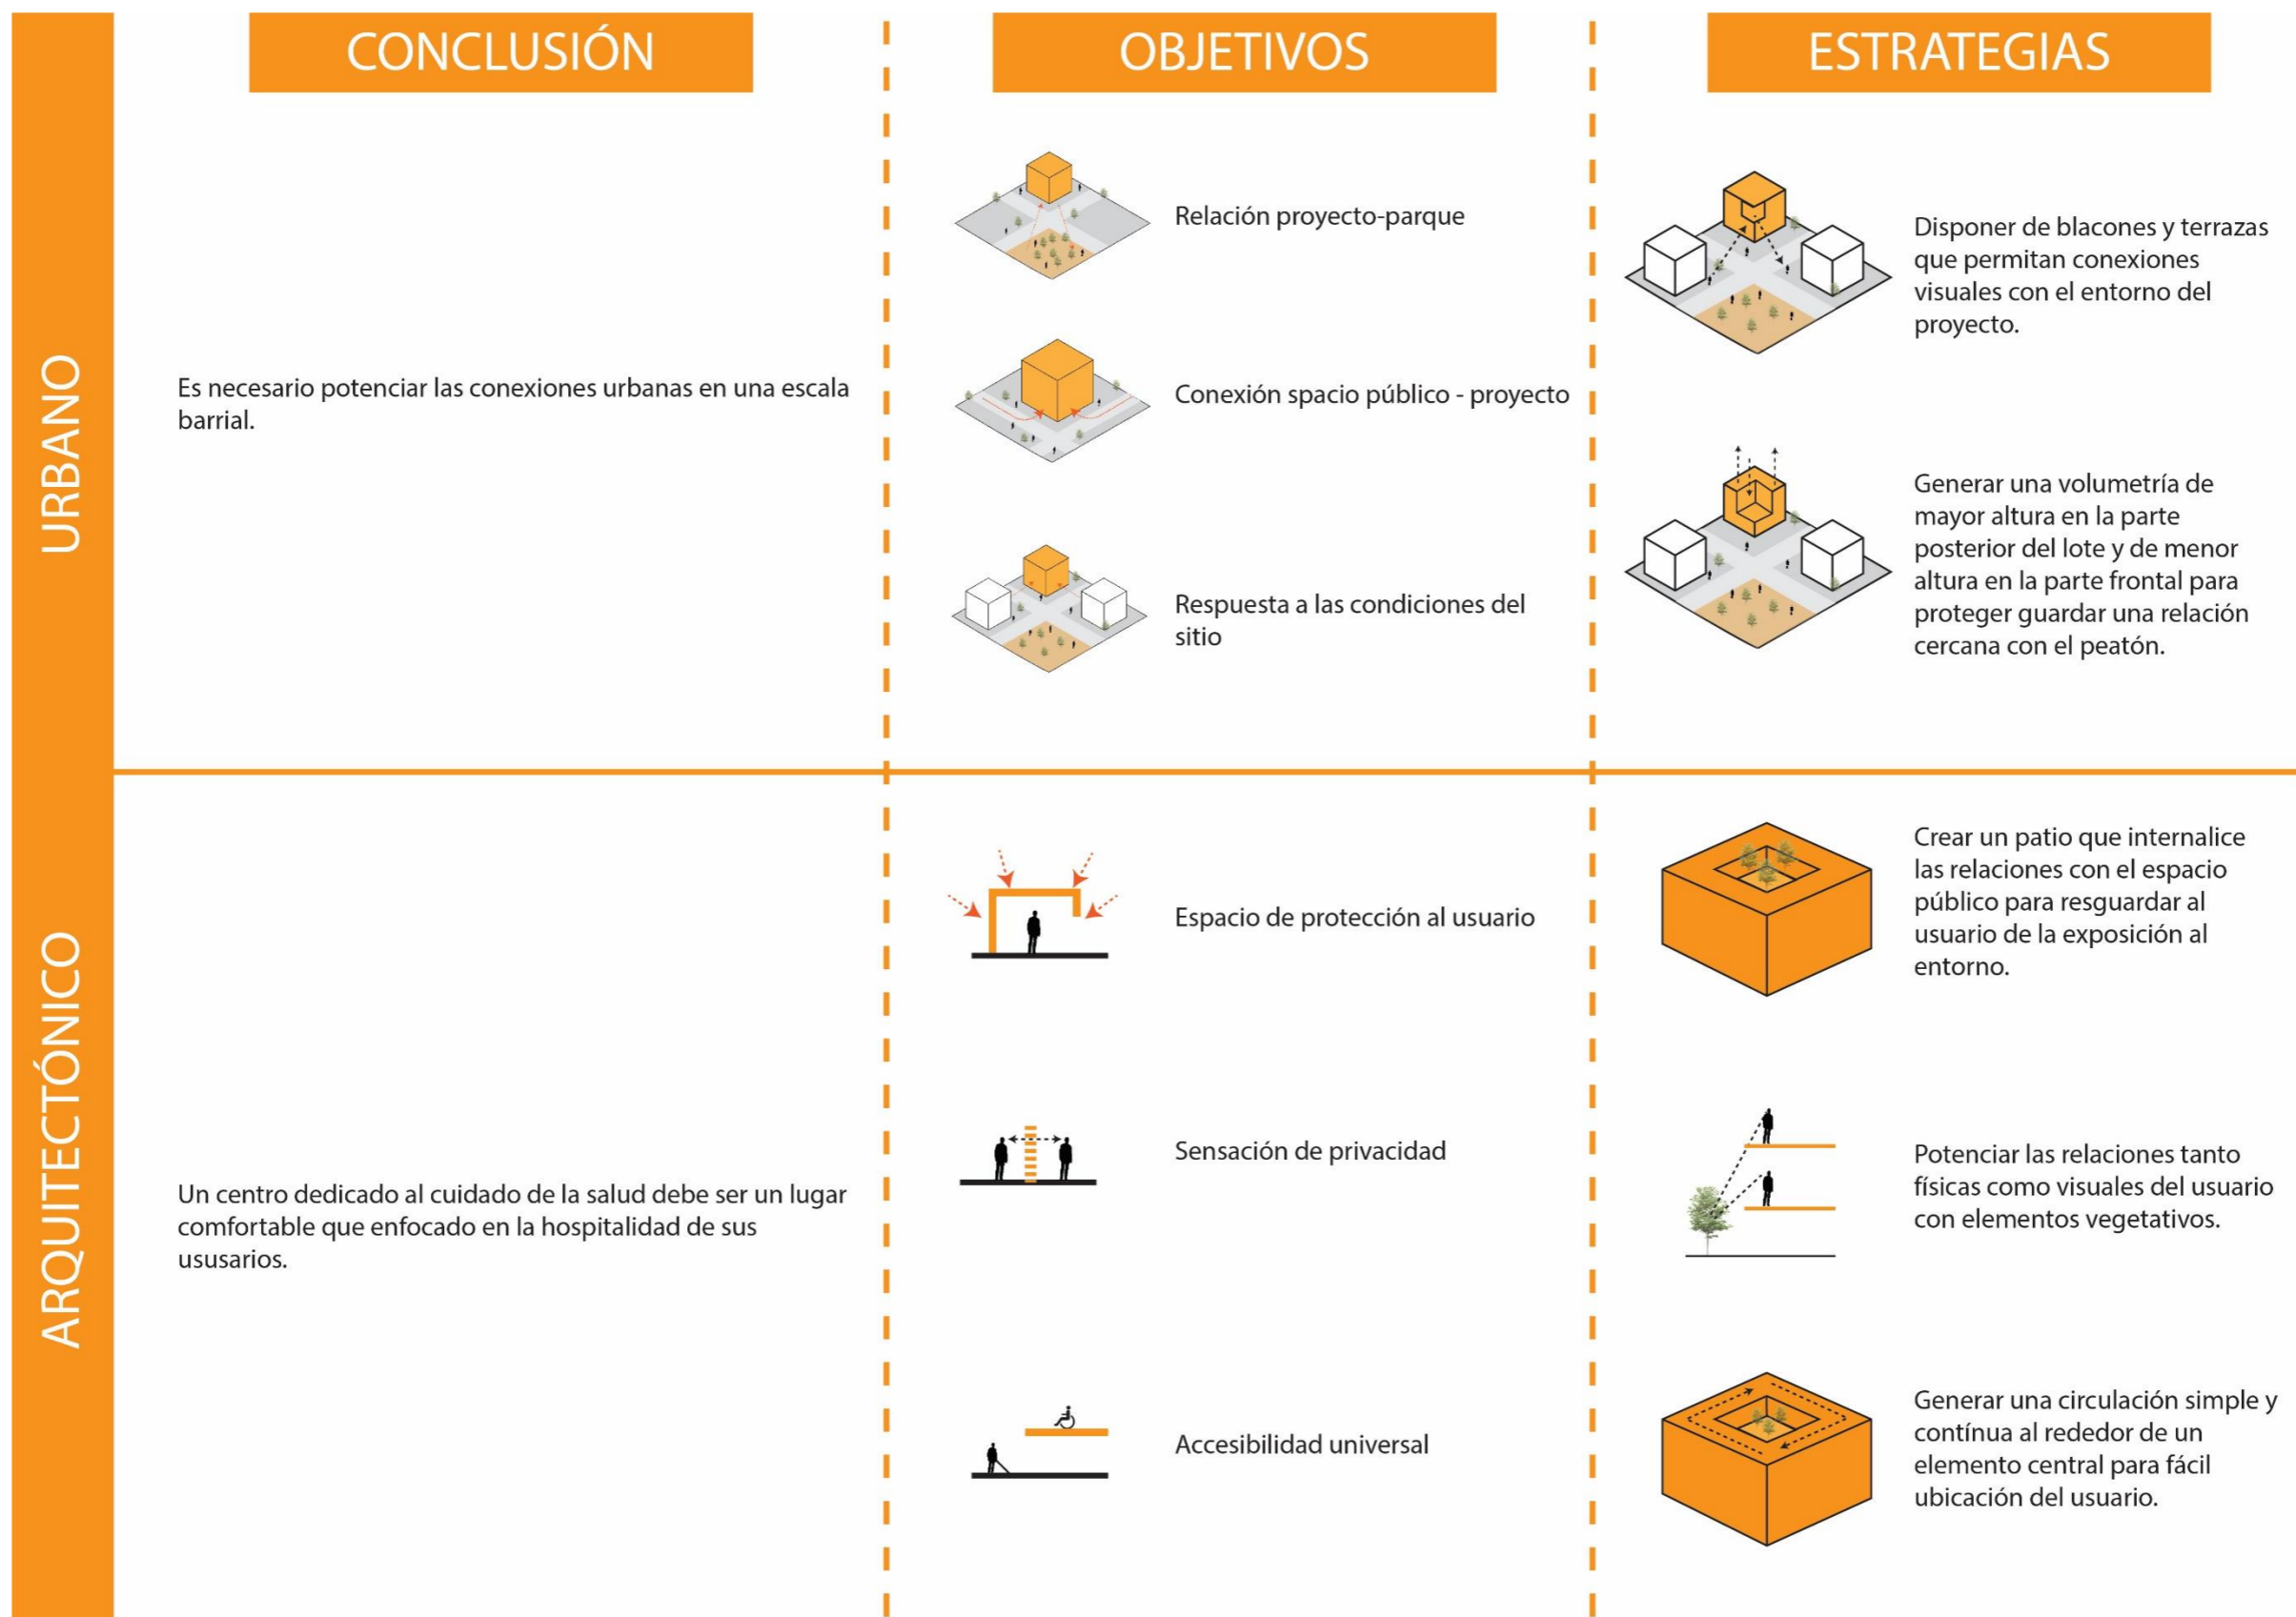 CONCLUSIÓN
OBJETIVOS
ESTRATEGIAS
URBANO
Es necesario potenciar las conexiones urbanas en una escala
barrial.
Relación proyecto-parque
Conexión spacio público - proyecto
Respuesta a las condiciones del
sitio
Disponer de blacones y terrazas
que permitan conexiones
visuales con el entorno del
proyecto.
Generar una volumetría de
mayor altura en la parte
posterior del lote y de menor
altura en la parte frontal para
proteger guardar una relación
cercana con el peatón.
ARQUITECTÓNICO
Un centro dedicado al cuidado de la salud debe ser un lugar
comfortable que enfocado en la hospitalidad de sus
ususarios.
Espacio de protección al usuario
Sensación de privacidad
Accesibilidad universal
Crear un patio que internalice
las relaciones con el espacio
público para resguardar al
usuario de la exposición al
entorno.
Potenciar las relaciones tanto
físicas como visuales del usuario
con elementos vegetativos.
Generar una circulación simple y
contínua al rededor de un
elemento central para fácil
ubicación del usuario.